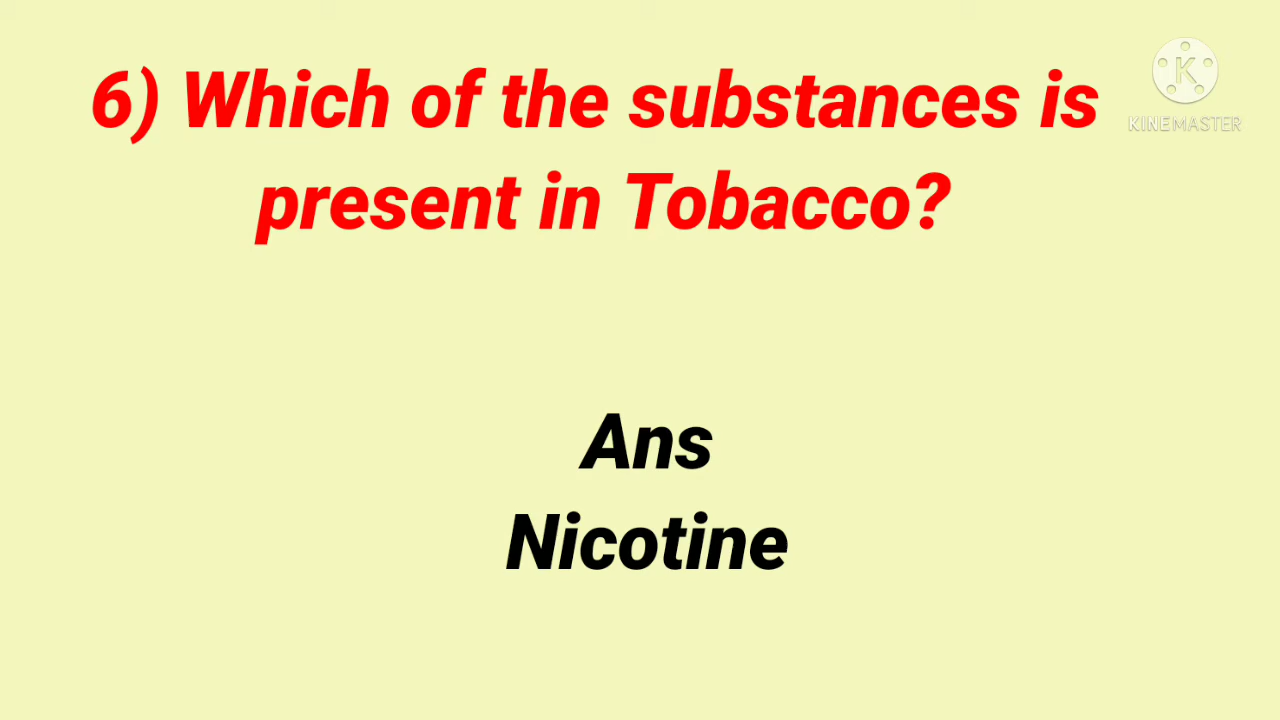 6) Which of the substances is
present in Tobacco?
Ans
Nicotine
K
KINEMASTER